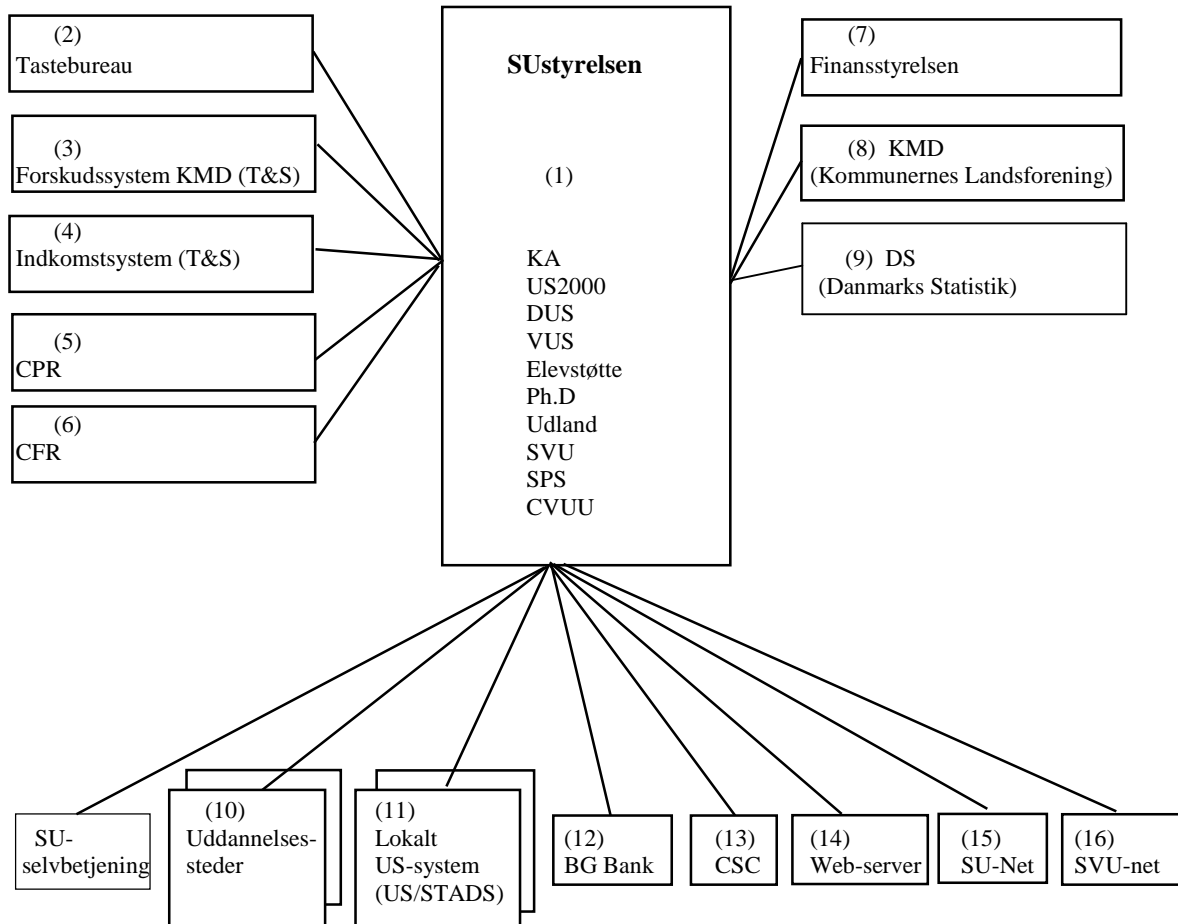 (2)
Tastebureau
(3)
Forskudssystem KMD (T&S)
(4)
Indkomstsystem (T&S)
(5)
CPR
(6)
CFR
SUstyrelsen
(1)
KA
US2000
DUS
VUS
Elevstøtte
Ph.D
Udland
SVU
SPS
CVUU
(7)
Finansstyrelsen
(8) KMD
(Kommunernes Landsforening)
(9) DS
(Danmarks Statistik)
SU-
selvbetjening
(10)
Uddannelses-
steder
(11)
Lokalt
US-system
(US/STADS)
(12)
BG Bank
(13)
CSC
(14)
Web-server
(15)
SU-Net
(16)
SVU-net